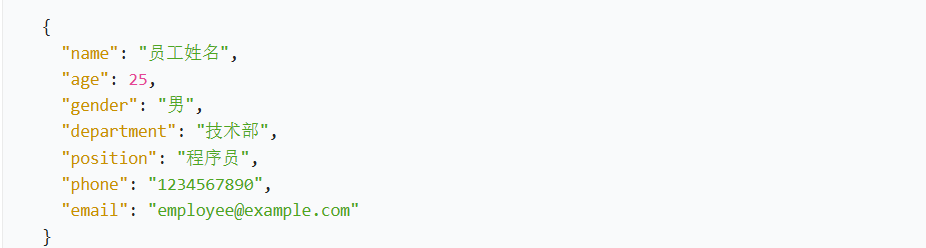 {
"name": "员工姓名",
"age": 25,
"gender": "男",
"department": "技术部",
"position": "程序员",
"phone": "1234567890",
"email": "employee@example.com"
}